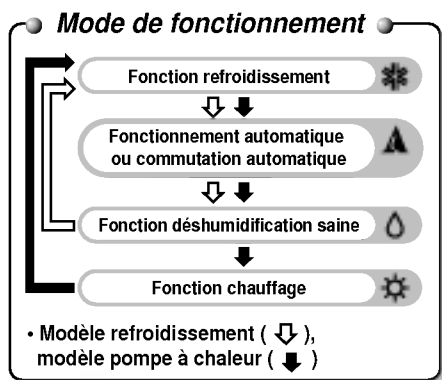 Mode de fonctionnement
Fonction refroidissement
Fonctionnement automatique
ou commutation automatique
Fonction déshumidification saine
Fonction chauffage
• Modèle refroidissement ( ),
modèle pompe à chaleur ( )